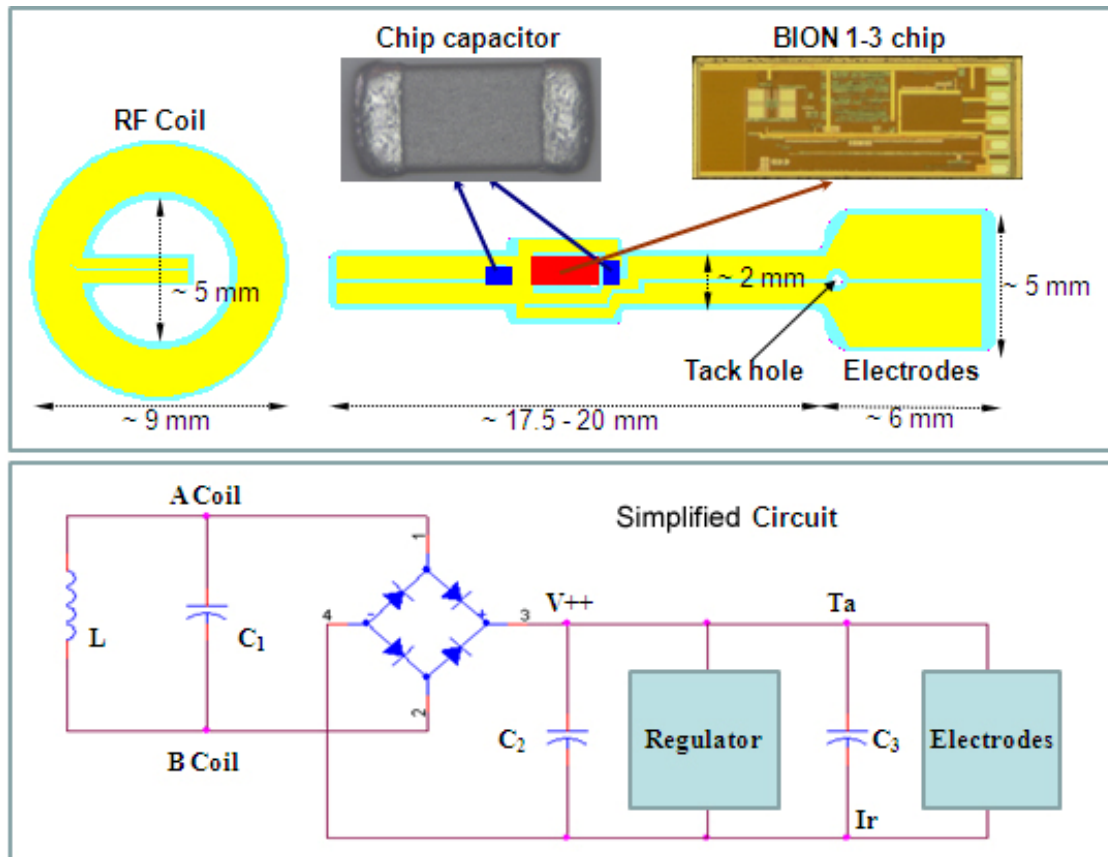 Chip capacitor
BION 1-3 chip
RF Coil
~ 5 mm
~ 2 mm
~ 5 mm
Tack hole
Electrodes
~ 9 mm
~ 17.5 - 20 mm
~ 6 mm
A Coil
Simplified Circuit
1
4
-
+
3
V++
Ta
L
C1
2
C2
Regulator
C3
Electrodes
B Coil
Ir